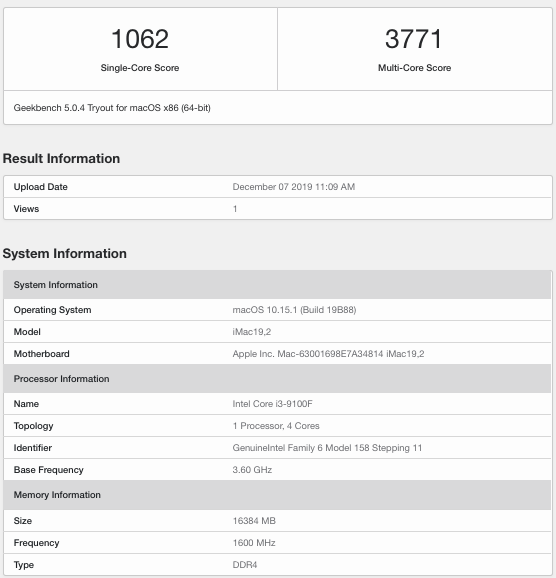 1062 3771
Single-Core Score Multi-Core Score
Geekbench 5.0.4 Tryout for macOS x86 (64-bit)
Result Information
Upload Date December 07 2019 11:09 AM
Views 1
System Information
System Information
Operating System macOS 10.15.1 (Build 19B88)
Model iMac19,2
Motherboard Apple Inc. Mac-63001698E7A34814 iMac19,2
Processor Information
Name Intel Core i3-9100F
Topology 1 Processor, 4 Cores
Identifier GenuineIntel Family 6 Model 158 Stepping 11
Base Frequency 3.60 GHz
Memory Information
Size 16384 MB
Frequency 1600 MHz
Type DDR4